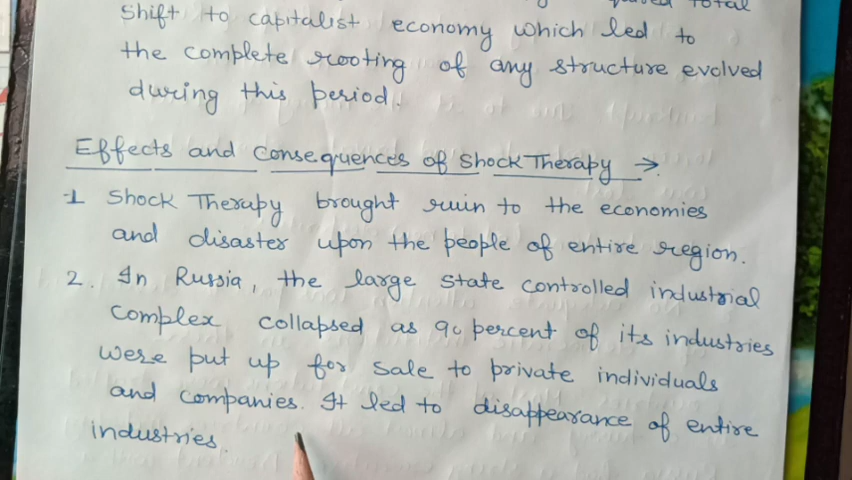 total
shift to capitalist economy which led to
the complete rooting of any structure evolved
during this period.
Effects and Consequences of Shock Therapy →
1 Shock Therapy brought ruin to the economies
and disaster upon the people of entire region.
2. In Russia, the large state controlled industrial
complex collapsed as 90 percent of its industries
were put up for sale to private individuals
and companies. It led to disappearance of entire
industries.